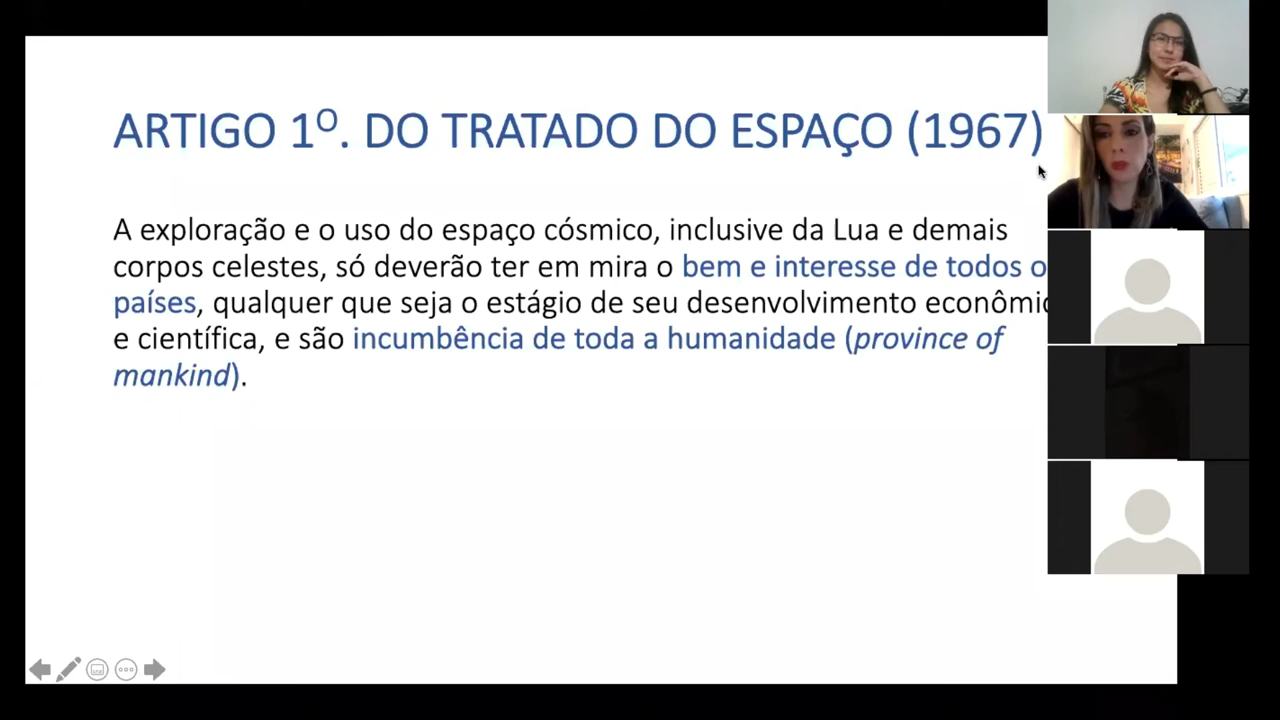 ARTIGO 1º. DO TRATADO DO ESPAÇO (1967)
A exploração e o uso do espaço cósmico, inclusive da Lua e demais
corpos celestes, só deverão ter em mira o bem e interesse de todos o
países, qualquer que seja o estágio de seu desenvolvimento
e científica, e são incumbência de toda a humanidade (province of
mankind).